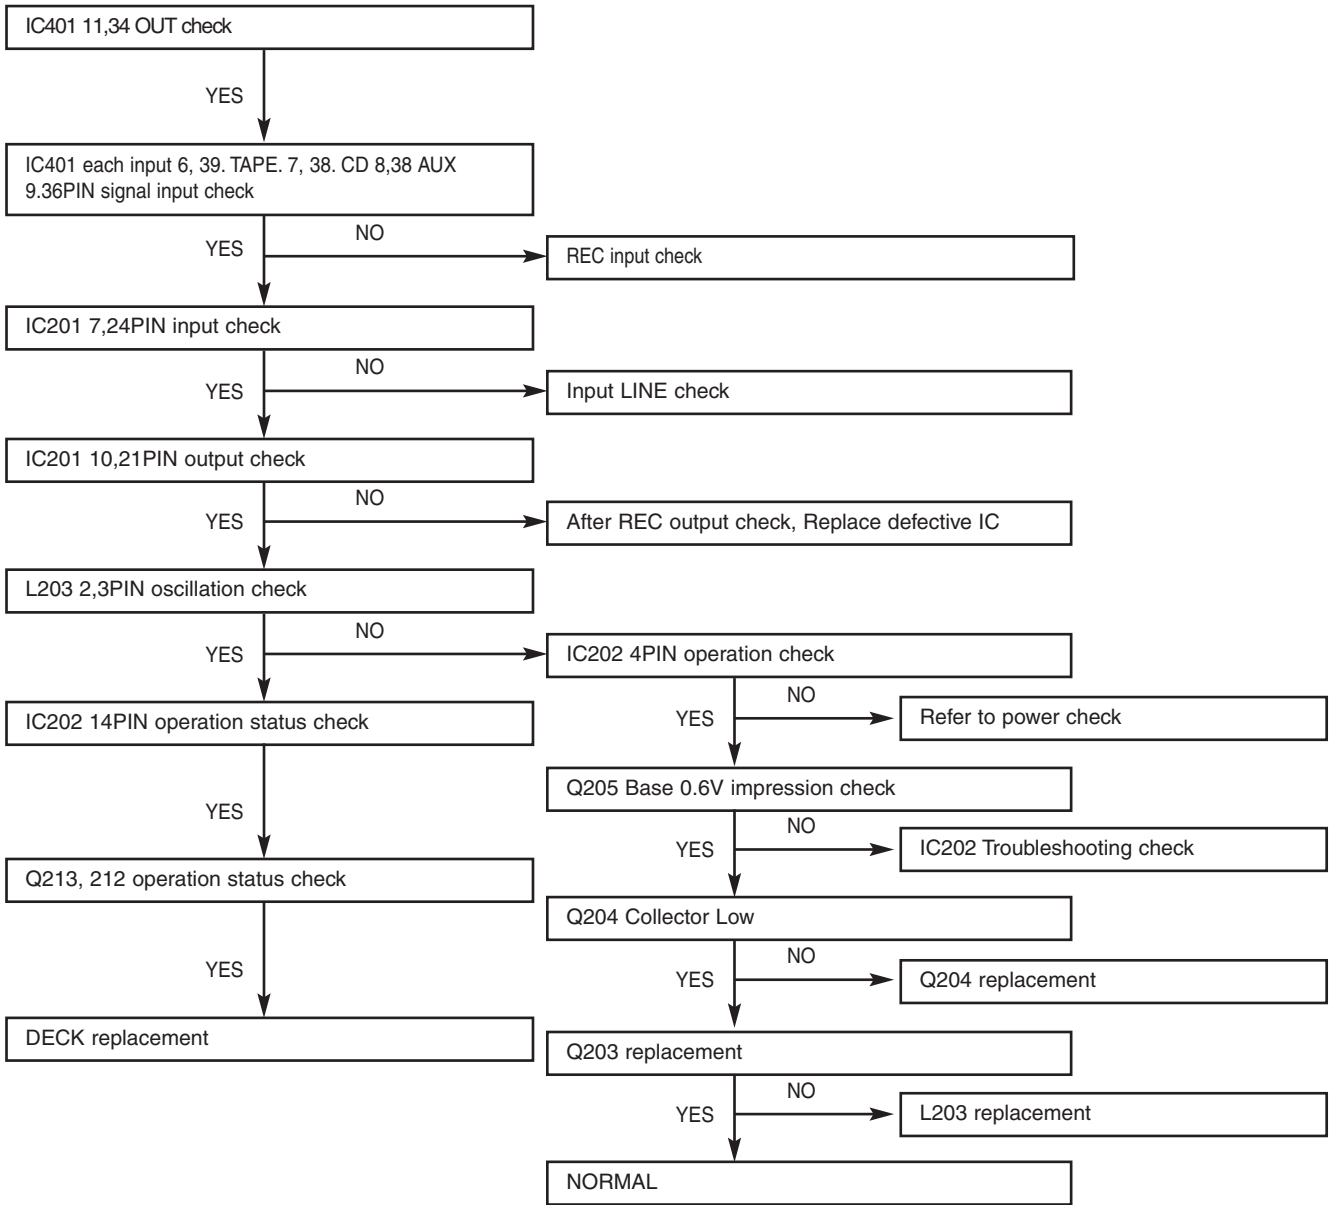 IC401 11,34 OUT check
YES
IC401 each input 6, 39. TAPE. 7, 38. CD 8,38 AUX
9.36PIN signal input check
NO
YES
REC input check
IC201 7,24PIN input check
NO
YES
Input LINE check
IC201 10,21PIN output check
NO
YES
After REC output check, Replace defective IC
L203 2,3PIN oscillation check
NO
YES
IC202 4PIN operation check
NO
IC202 14PIN operation status check
YES
Refer to power check
Q205 Base 0.6V impression check
YES
NO
YES
IC202 Troubleshooting check
Q213, 212 operation status check
Q204 Collector Low
NO
YES
YES
Q204 replacement
DECK replacement
Q203 replacement
NO
YES
L203 replacement
NORMAL